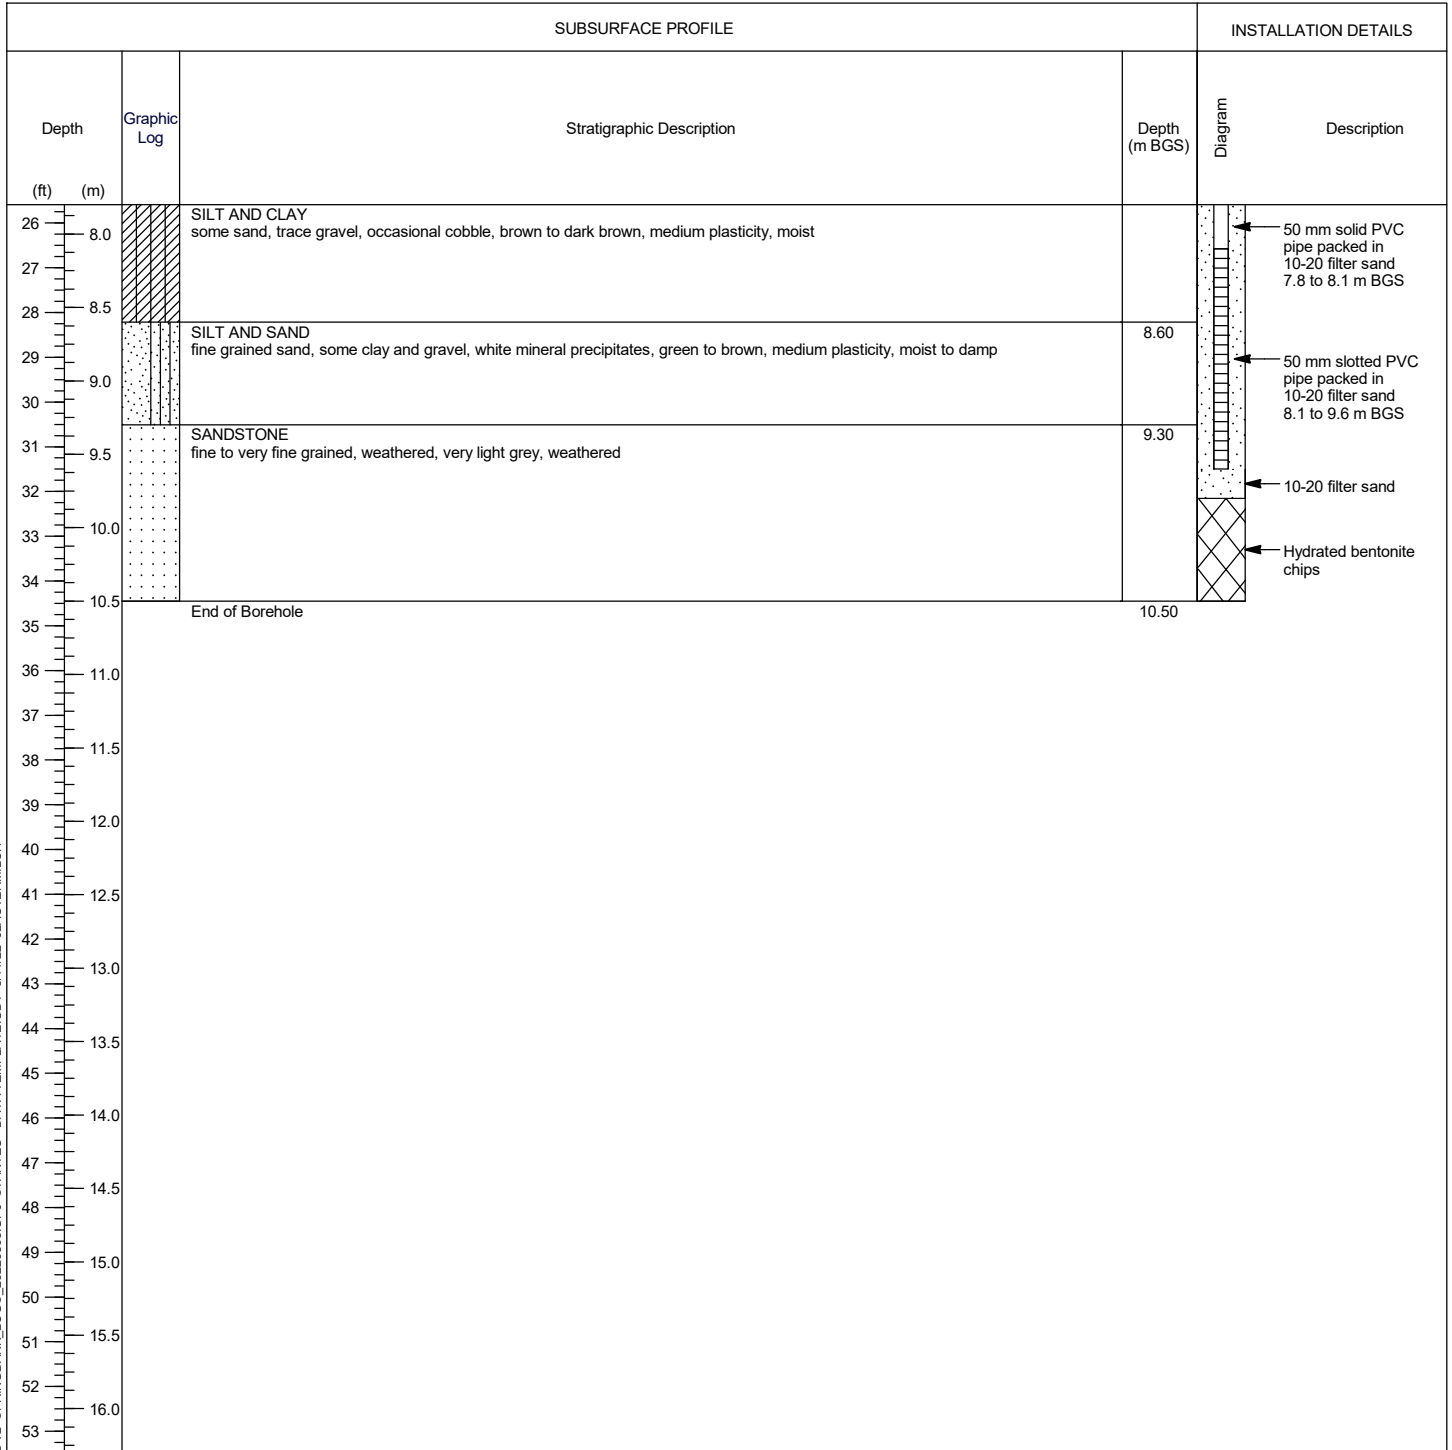 SUBSURFACE PROFILE
INSTALLATION DETAILS
Depth
(ft) (m)
Graphic
Log
Stratigraphic Description
Depth
(m BGS)
Diagram
Description
SILT AND CLAY
some sand, trace gravel, occasional cobble, brown to dark brown, medium plasticity, moist
SILT AND SAND
8.60
fine grained sand, some clay and gravel, white mineral precipitates, green to brown, medium plasticity, moist to damp
SANDSTONE
9.30
fine to very fine grained, weathered, very light grey, weathered
End of Borehole
10.50
50 mm solid PVC
pipe packed in
10-20 filter sand
7.8 to 8.1 m BGS
50 mm slotted PVC
pipe packed in
10-20 filter sand
8.1 to 9.6 m BGS
10-20 filter sand
Hydrated bentonite
chips
26
27
28
29
30
31
32
33
34
35
36
37
38
39
40
41
42
43
44
45
46
47
48
49
50
51
52
53
8.0
8.5
9.0
9.5
10.0
10.5
11.0
11.5
12.0
12.5
13.0
13.5
14.0
14.5
15.0
15.5
16.0